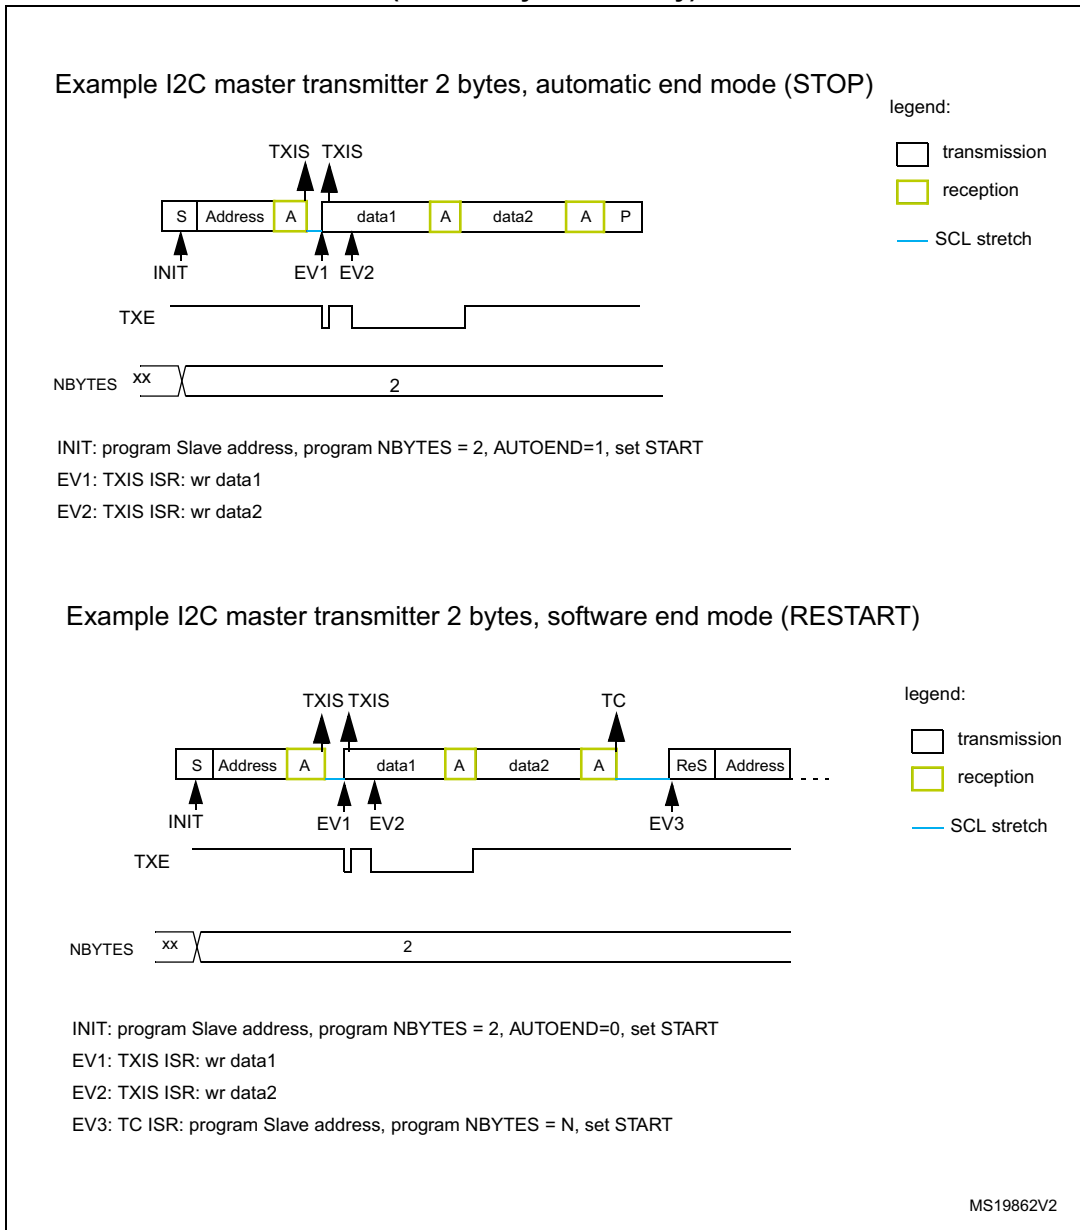 Example I2C master transmitter 2 bytes, automatic end mode (STOP)
legend:
transmission
reception
SCL stretch
TXIS TXIS
S Address A data1 A data2 A P
INIT EV1 EV2
TXE
NBYTES xx 2
INIT: program Slave address, program NBYTES = 2, AUTOEND=1, set START
EV1: TXIS ISR: wr data1
EV2: TXIS ISR: wr data2
Example I2C master transmitter 2 bytes, software end mode (RESTART)
legend:
transmission
reception
SCL stretch
TXIS TXIS TC
S Address A data1 A data2 A ReS Address
INIT EV1 EV2 EV3
TXE
NBYTES xx 2
INIT: program Slave address, program NBYTES = 2, AUTOEND=0, set START
EV1: TXIS ISR: wr data1
EV2: TXIS ISR: wr data2
EV3: TC ISR: program Slave address, program NBYTES = N, set START
MS19862V2